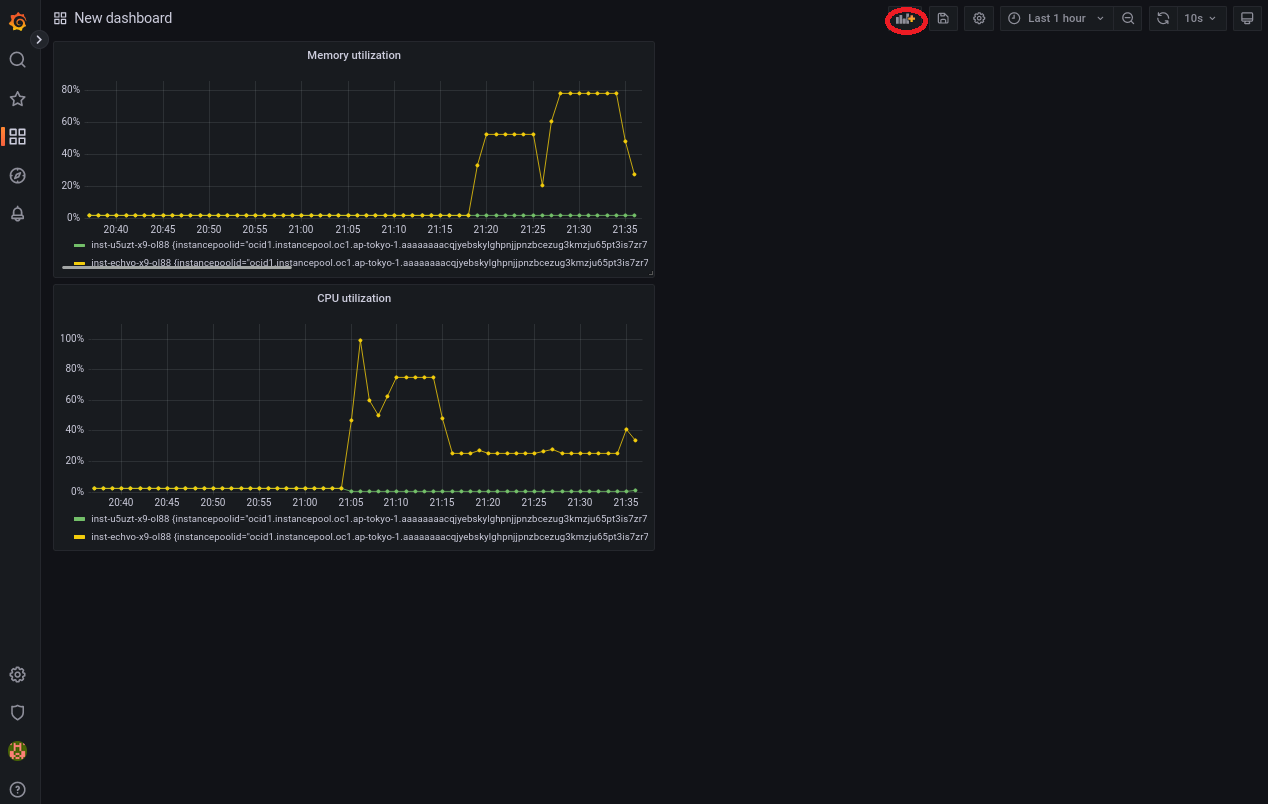 New dashboard
Last 1 hour
10s
Memory utilization
80%
60%
40%
20%
0%
20:40 20:45 20:50 20:55 21:00 21:05 21:10 21:15 21:20 21:25 21:30 21:35
inst-u5uzt-x9-ol88 {instancepoolid="ocid1.instancepool.oc1.ap-tokyo-1.aaaaaaaacqjyebskylghpnjjpnzbcezug3kmzju65pt3is7zr7
inst-echvo-x9-ol88 {instancepoolid="ocid1.instancepool.oc1.ap-tokyo-1.aaaaaaaacqjyebskylghpnjjpnzbcezug3kmzju65pt3is7zr7
CPU utilization
100%
80%
60%
40%
20%
0%
20:40 20:45 20:50 20:55 21:00 21:05 21:10 21:15 21:20 21:25 21:30 21:35
inst-u5uzt-x9-ol88 {instancepoolid="ocid1.instancepool.oc1.ap-tokyo-1.aaaaaaaacqjyebskylghpnjjpnzbcezug3kmzju65pt3is7zr7
inst-echvo-x9-ol88 {instancepoolid="ocid1.instancepool.oc1.ap-tokyo-1.aaaaaaaacqjyebskylghpnjjpnzbcezug3kmzju65pt3is7zr7